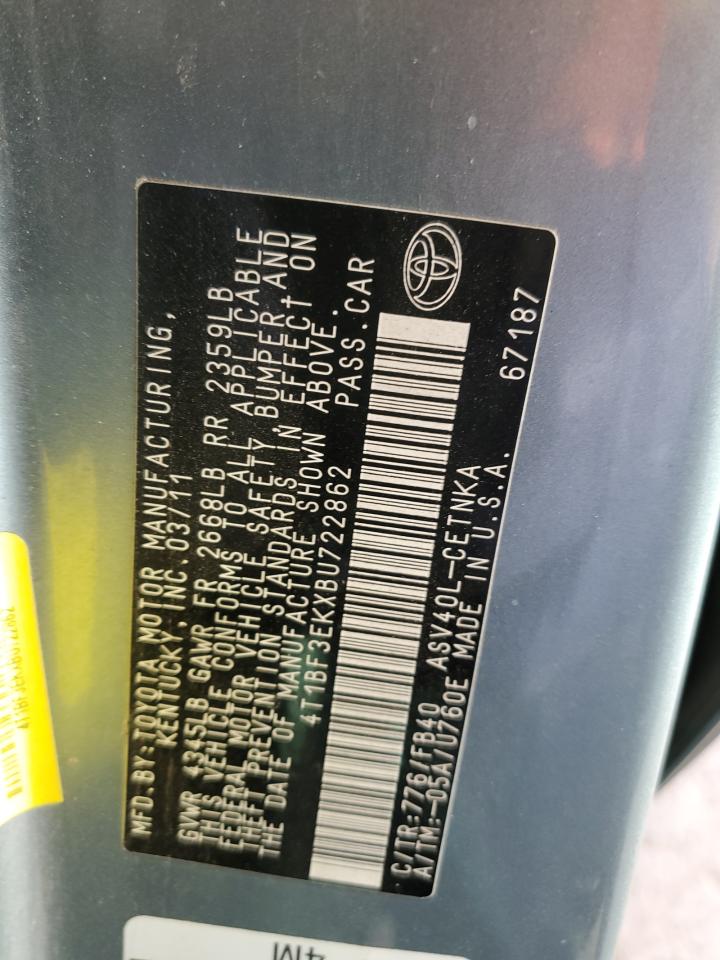 MFD.BY:TOYOTA MOTOR MANUFACTURING,
KENTUCKY, INC.03/11
GVWR 4345LB GAWR FR 2668LB RR 2359LB
THIS VEHICLE CONFORMS TO ALL APPLICABLE
FEDERAL MOTOR VEHICLE SAFETY, BUMPER, AND
THEFT PREVENTION STANDARDS IN EFFECT ON
THE DATE OF MANUFACTURE SHOWN ABOVE.
4T1BF3EKXBU722862 PASS.CAR
C/TR:776/FB40 ASV40L-CETNKA
A/TM:-05A/U760E MADE IN U.S.A.
67187
4T1BF3EKXBU722862
4M